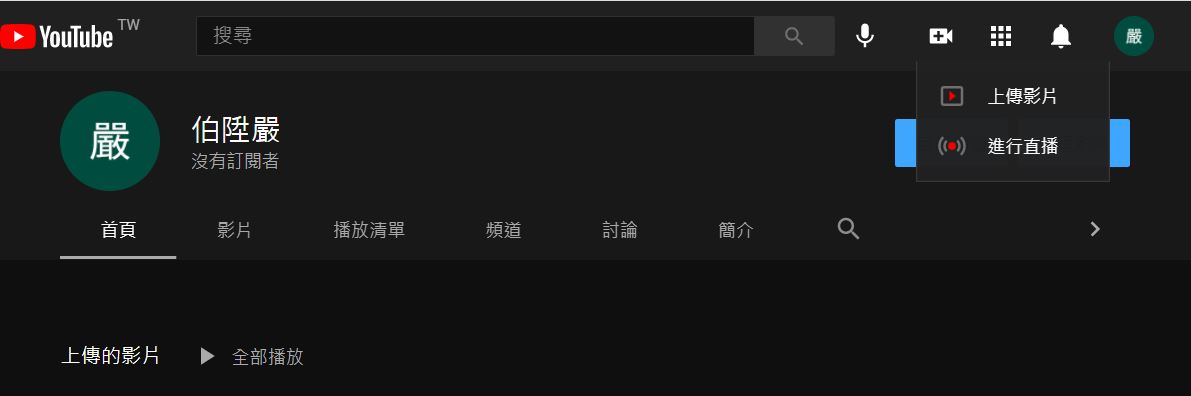 YouTube TW
搜尋
嚴
上傳影片
進行直播
嚴
伯陞嚴
沒有訂閱者
首頁 影片 播放清單 頻道 討論 簡介
上傳的影片 全部播放